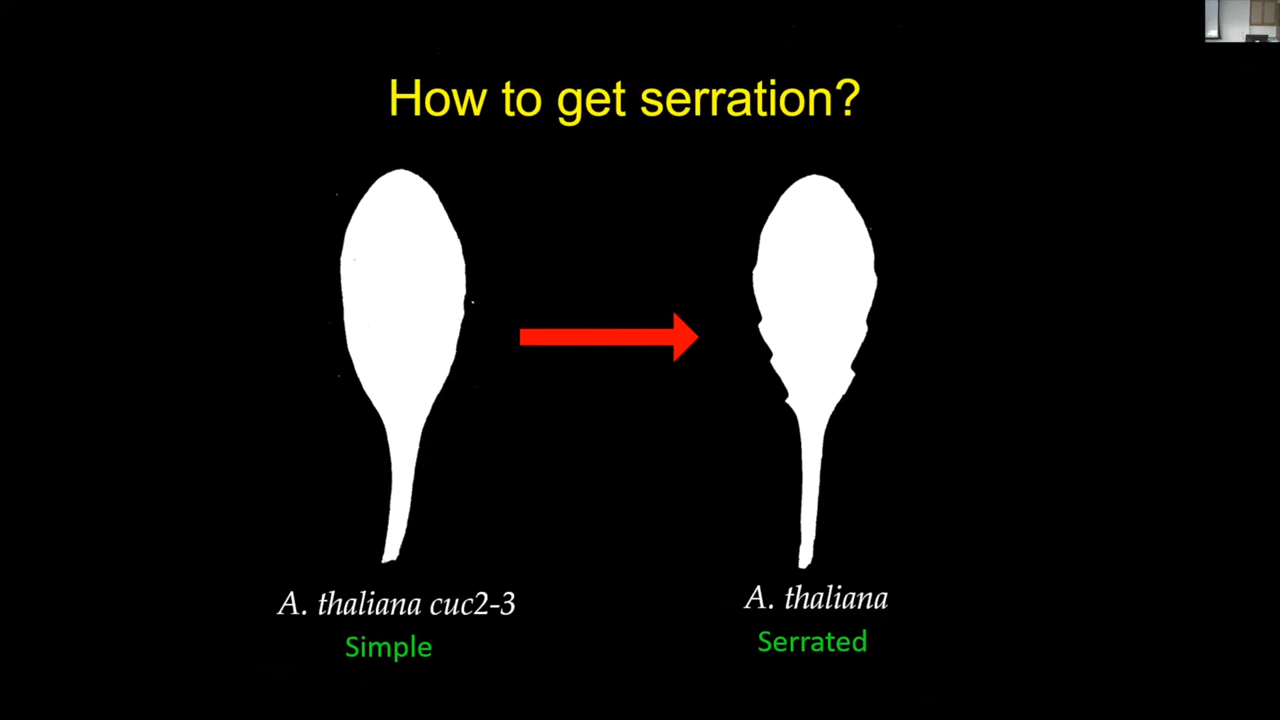 How to get serration?
A. thaliana cuc2-3
Simple
A. thaliana
Serrated